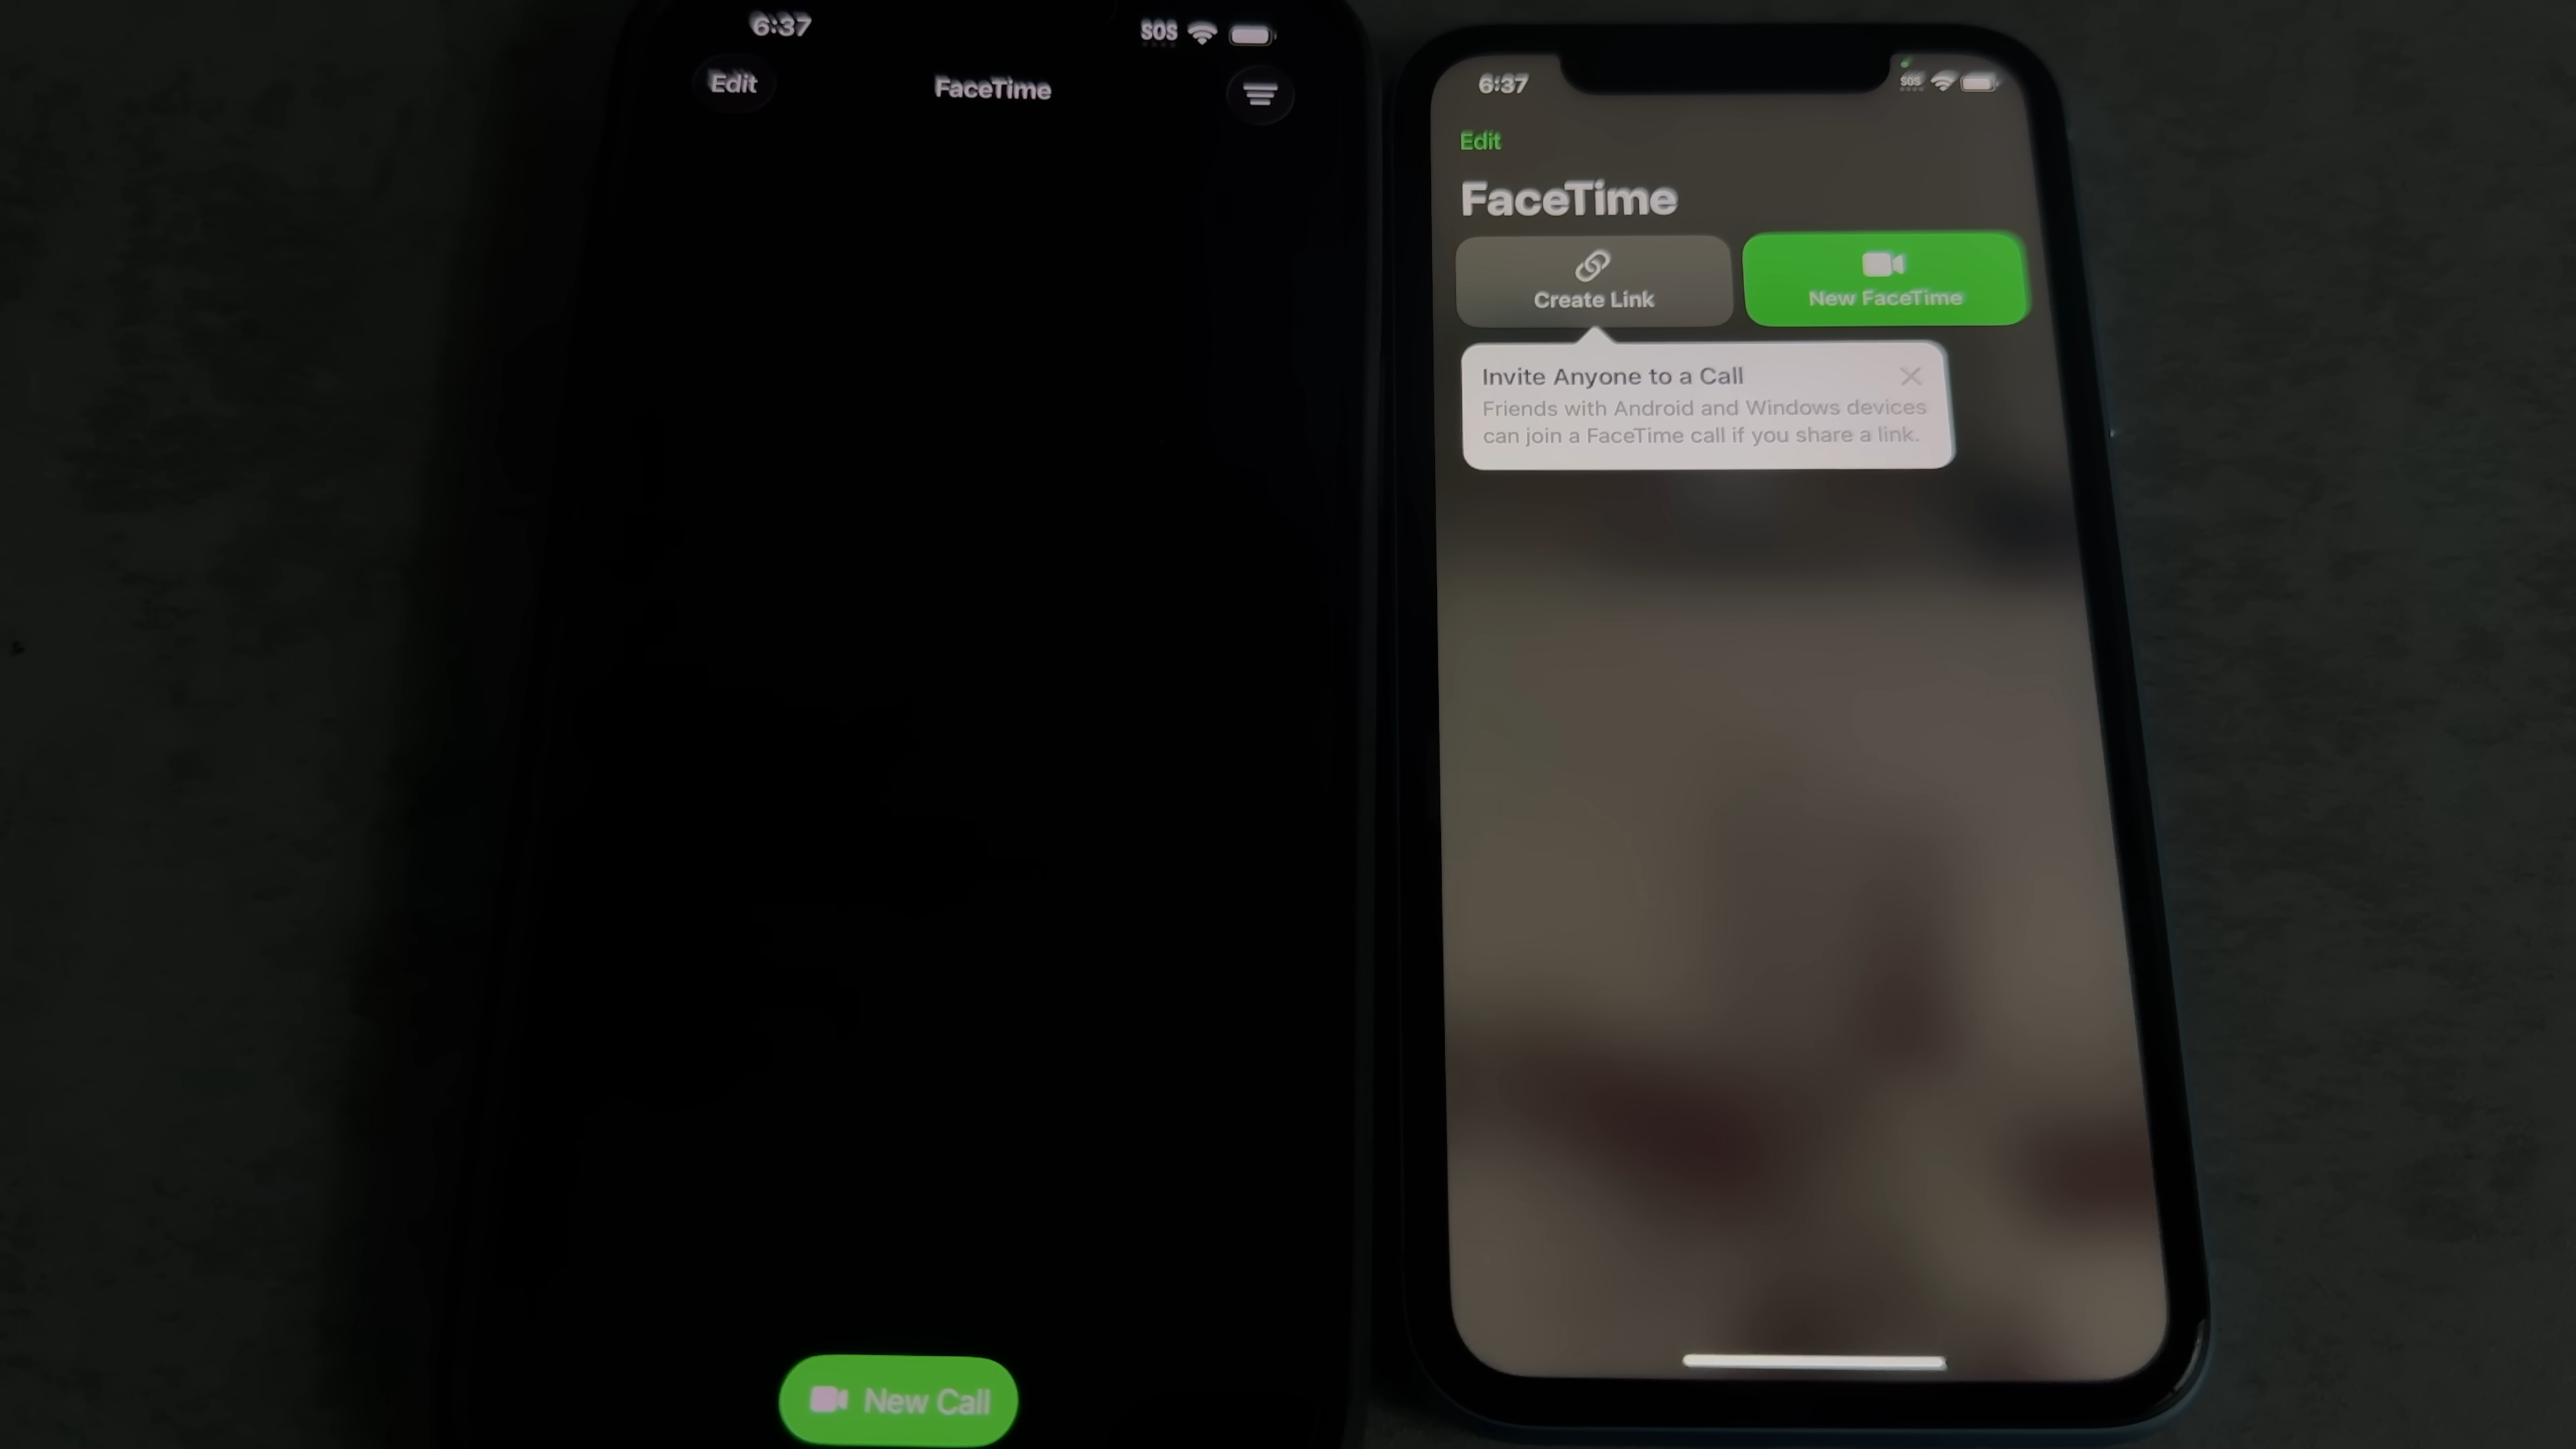 6:37
SOS
Edit
FaceTime
New Call
6:37
SOS
Edit
FaceTime
Create Link
New FaceTime
Invite Anyone to a Call
Friends with Android and Windows devices
can join a FaceTime call if you share a link.